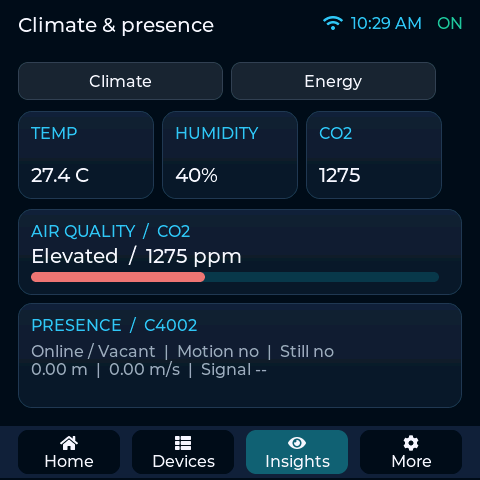 Climate & presence
10:29 AM ON
Climate
Energy
TEMP
27.4 C
HUMIDITY
40%
CO2
1275
AIR QUALITY / CO2
Elevated / 1275 ppm
PRESENCE / C4002
Online / Vacant | Motion no | Still no
0.00 m | 0.00 m/s | Signal --
Home
Devices
Insights
More